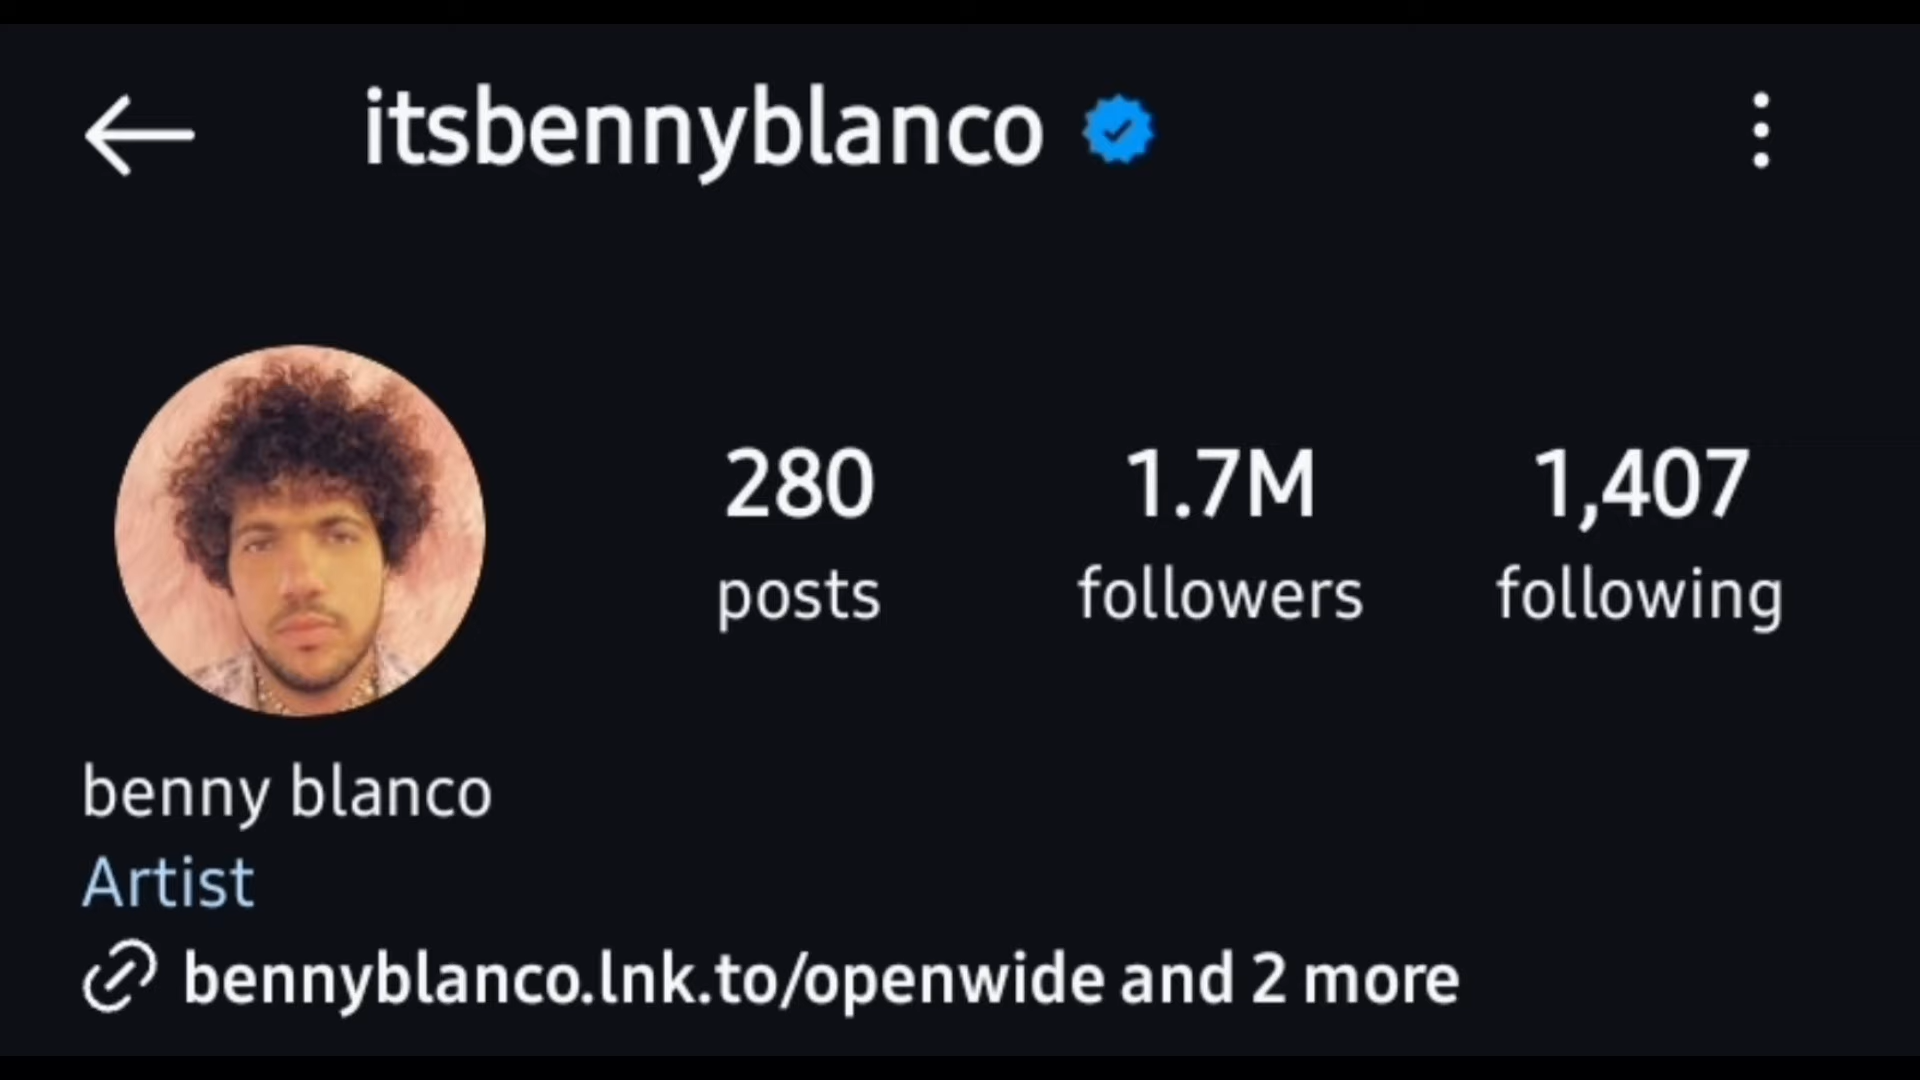 itsbennyblanco
280 1.7M 1,407
posts followers following
benny blanco
Artist
bennyblanco.lnk.to/openwide and 2 more